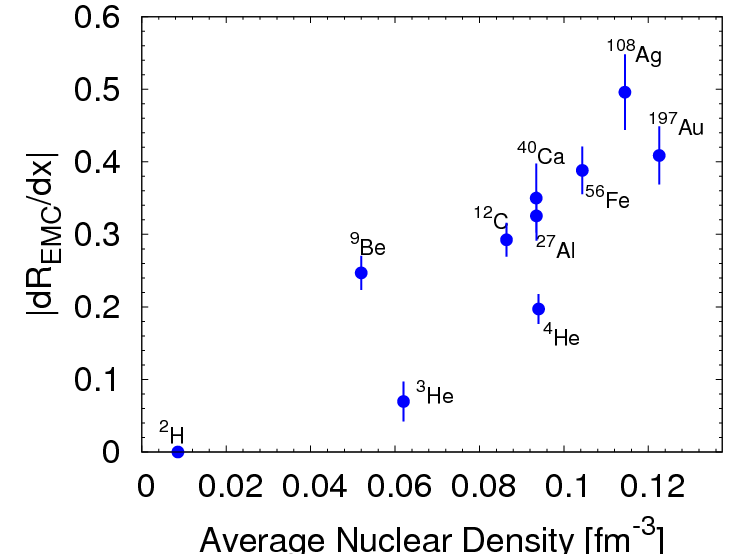 0.6
0.5
0.4
0.3
0.2
0.1
0
|dR_EMC/dx|
¹⁰⁸Ag
¹⁹⁷Au
⁴⁰Ca
⁵⁶Fe
¹²C
²⁷Al
⁹Be
⁴He
³He
²H
0 0.02 0.04 0.06 0.08 0.1 0.12
Average Nuclear Density [fm⁻³]